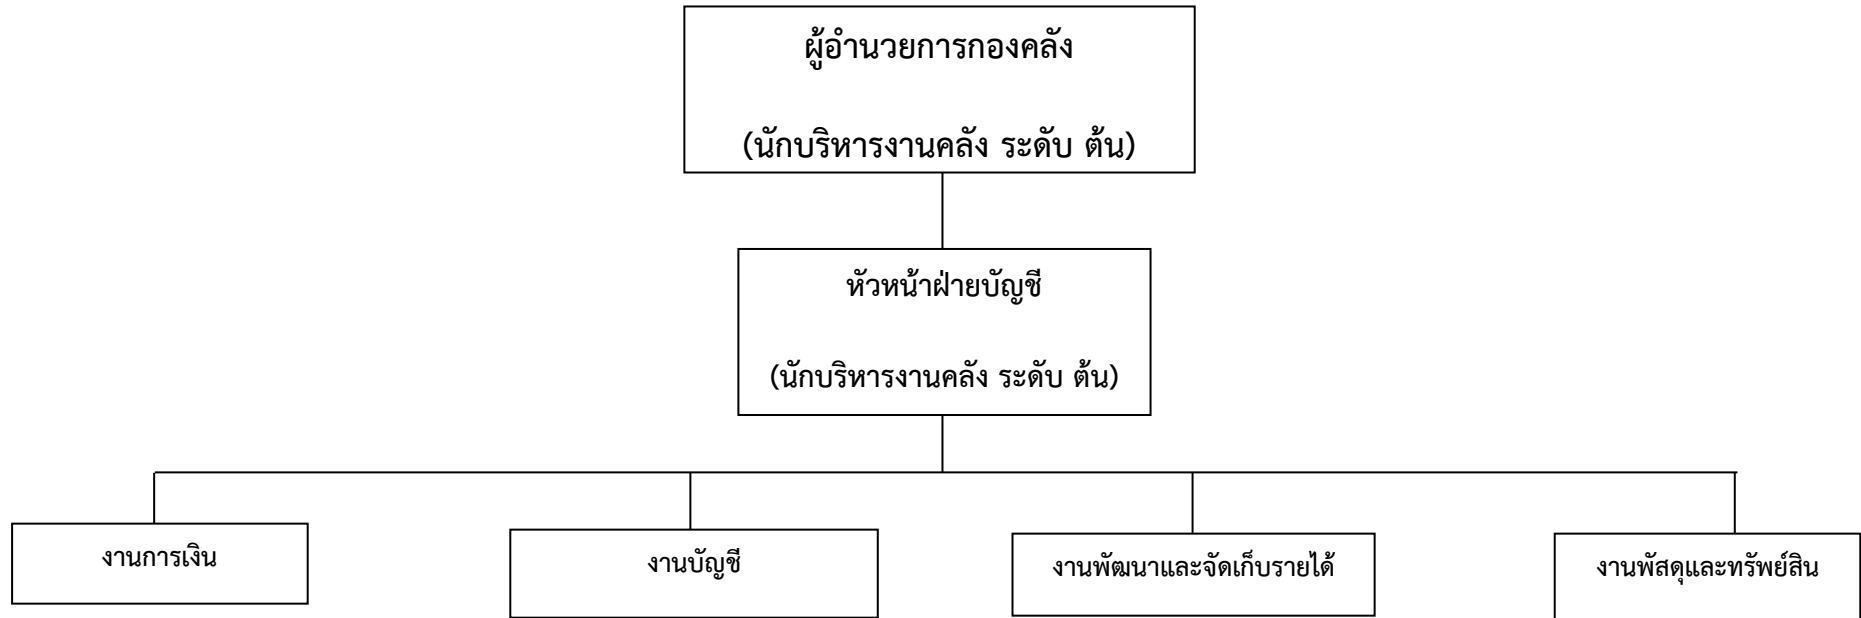 ผู้อำนวยการกองคลัง
(นักบริหารงานคลัง ระดับ ต้น)
หัวหน้าฝ่ายบัญชี
(นักบริหารงานคลัง ระดับ ต้น)
งานการเงิน
งานบัญชี
งานพัฒนาและจัดเก็บรายได้
งานพัสดุและทรัพย์สิน